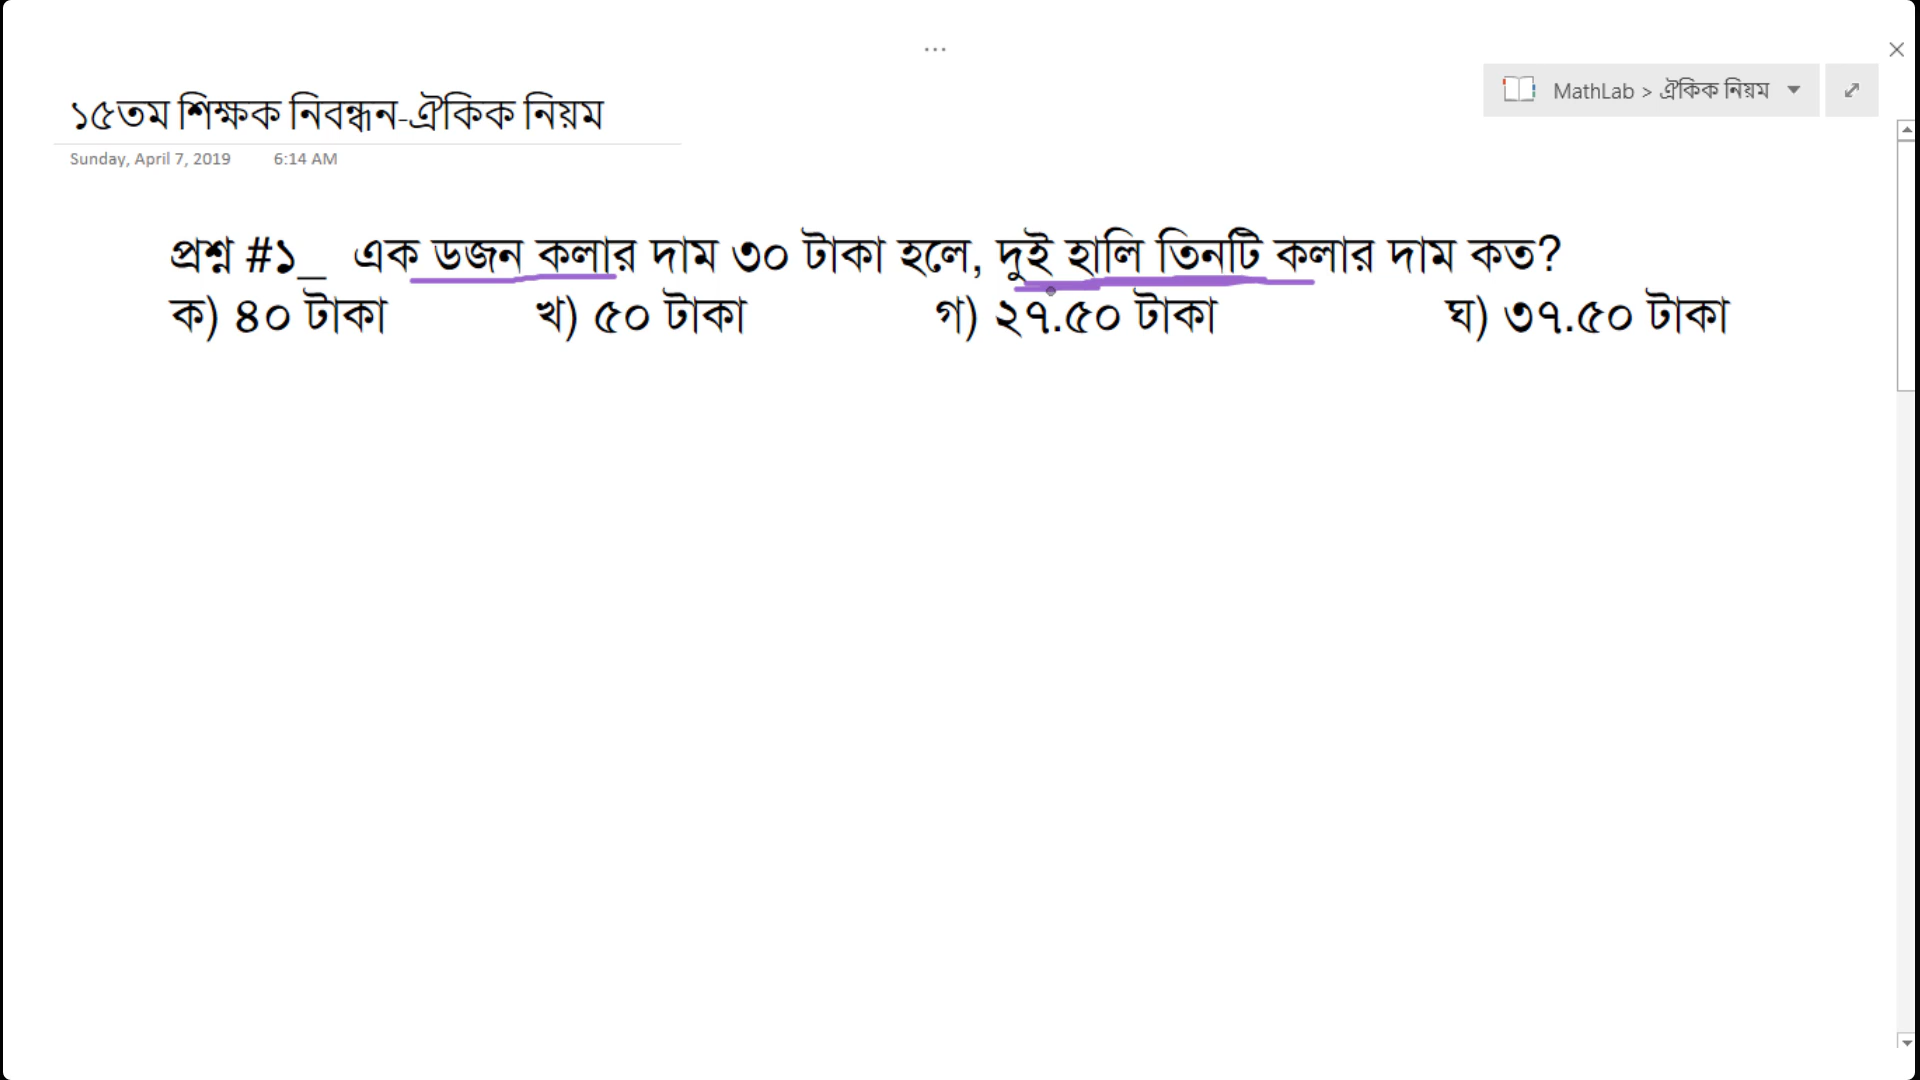 ...
MathLab > ঐকিক নিয়ম
১৫তম শিক্ষক নিবন্ধন-ঐকিক নিয়ম
Sunday, April 7, 2019 6:14 AM
প্রশ্ন #১_ এক ডজন কলার দাম ৩০ টাকা হলে, দুই হালি তিনটি কলার দাম কত?
ক) ৪০ টাকা খ) ৫০ টাকা গ) ২৭.৫০ টাকা ঘ) ৩৭.৫০ টাকা